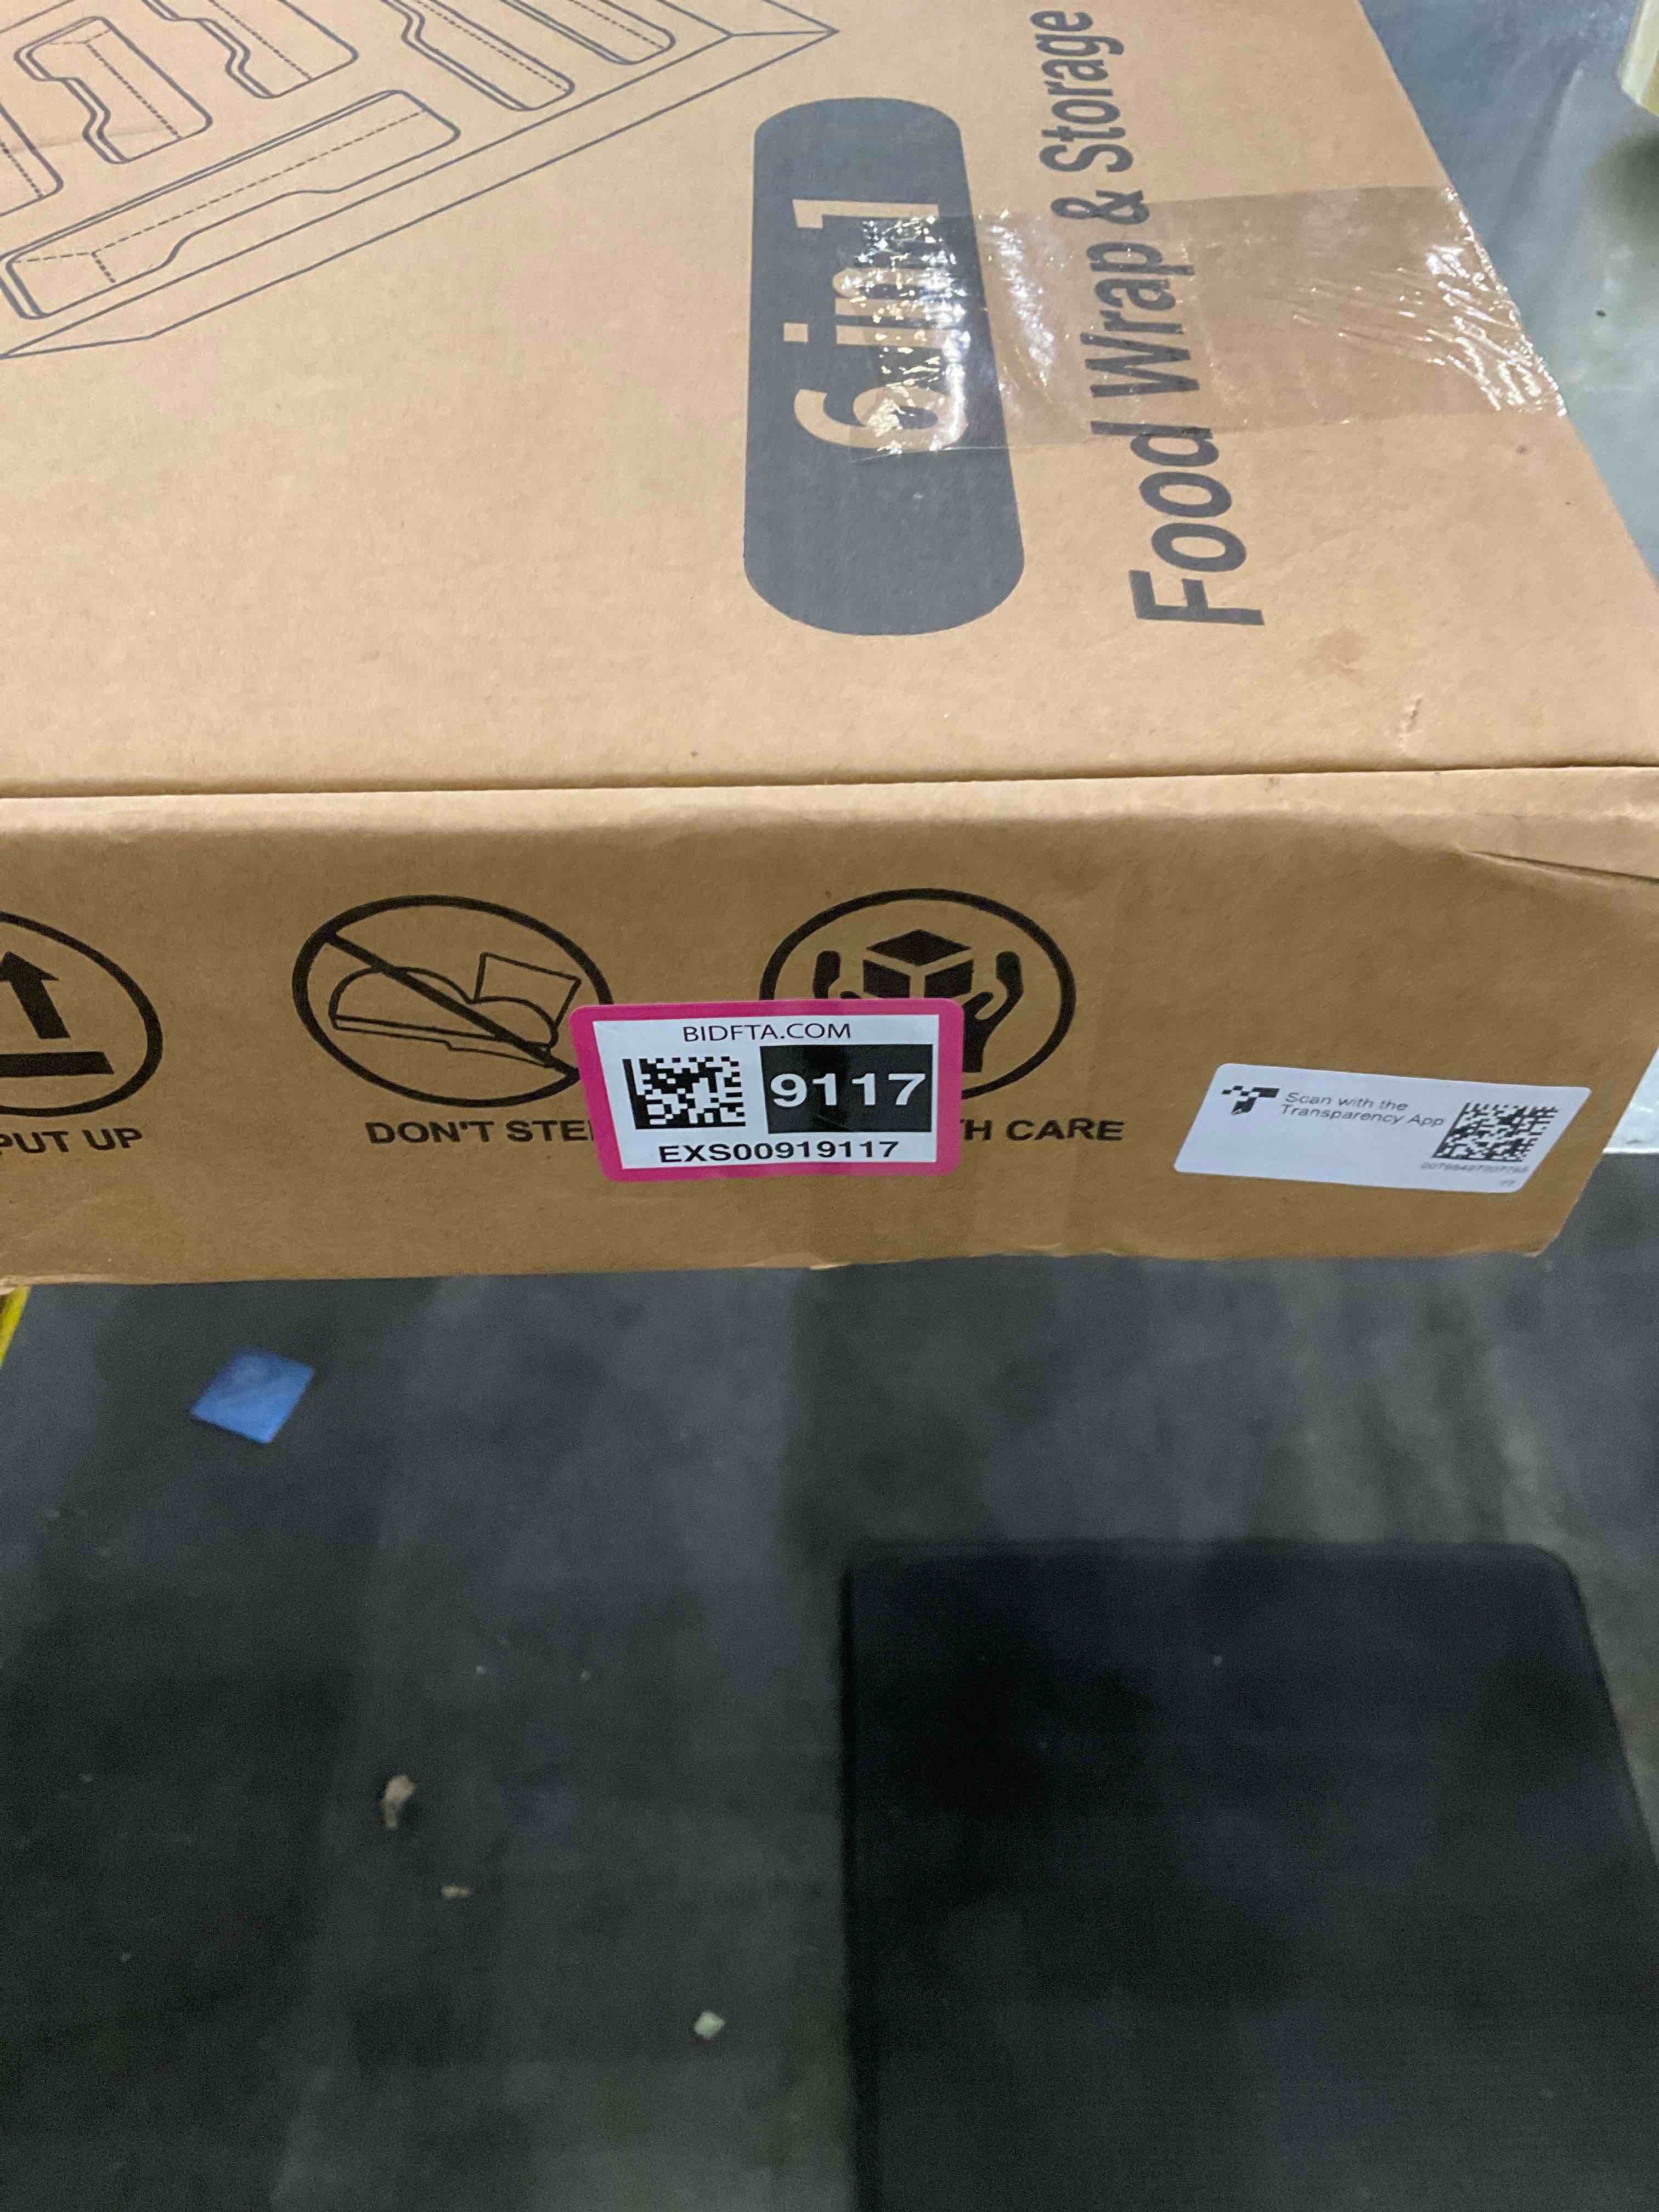 6 in 1
Food Wrap & Storage
PUT UP
DON'T STE
H CARE
BIDFTA.COM
9117
EXS00919117
Scan with the
Transparency App